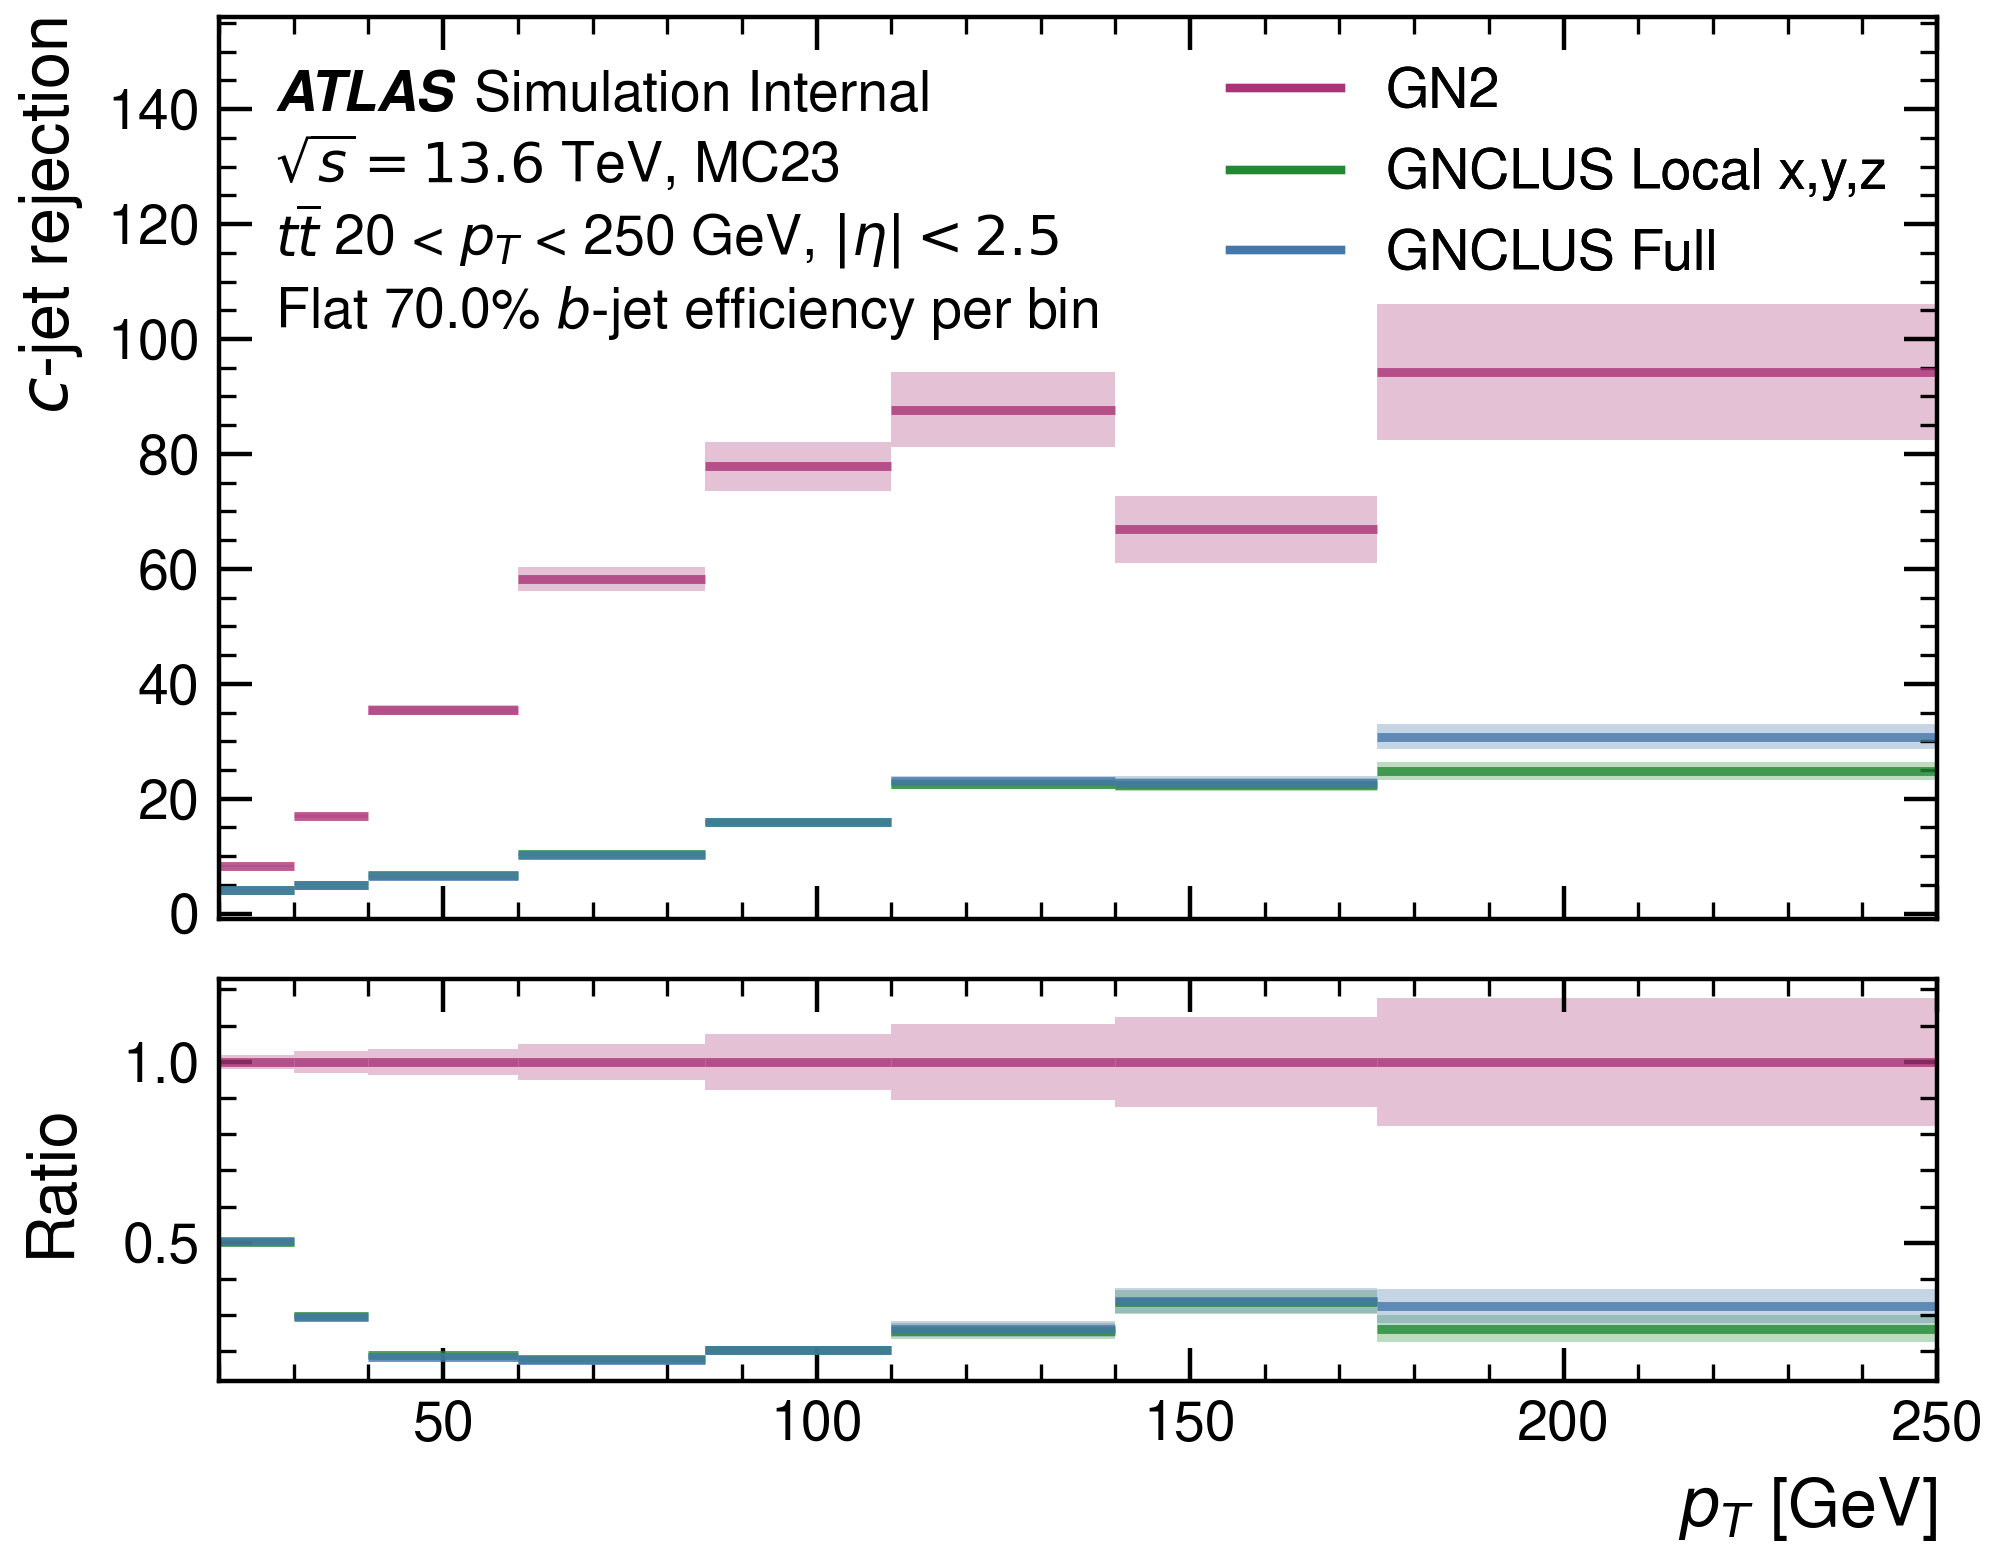 ATLAS Simulation Internal
√s = 13.6 TeV, MC23
tt̄ 20 < p_T < 250 GeV, |η| < 2.5
Flat 70.0% b-jet efficiency per bin
GN2
GNCLUS Local x,y,z
GNCLUS Full
c-jet rejection
140
120
100
80
60
40
20
0
Ratio
1.0
0.5
50 100 150 200 250
p_T [GeV]